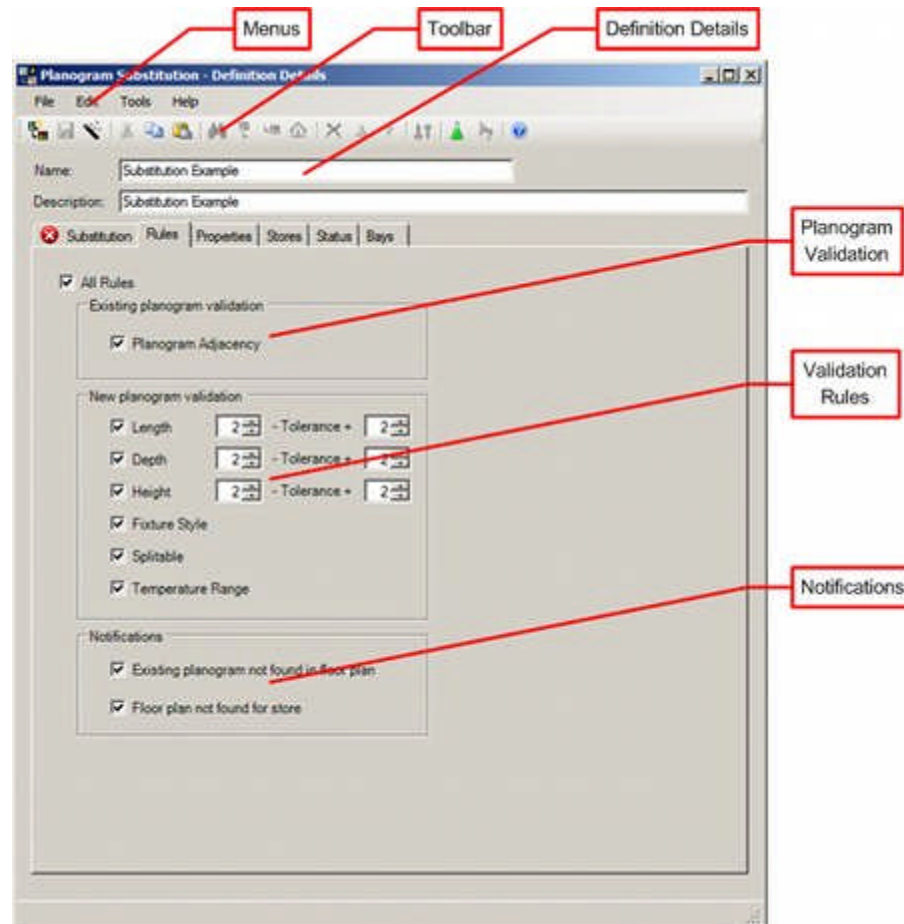 Menus
Toolbar
Definition Details
Planogram Substitution - Definition Details
File Edit Tools Help
Name: Substitution Example
Description: Substitution Example
Substitution Rules Properties Stores Status Bays
Planogram
Validation
All Rules
Existing planogram validation
Planogram Adjacency
Validation
Rules
New planogram validation
Length 2 - Tolerance + 2
Depth 2 - Tolerance + 2
Height 2 - Tolerance + 2
Fixture Style
Splitable
Temperature Range
Notifications
Notifications
Existing planogram not found in floor plan
Floor plan not found for store